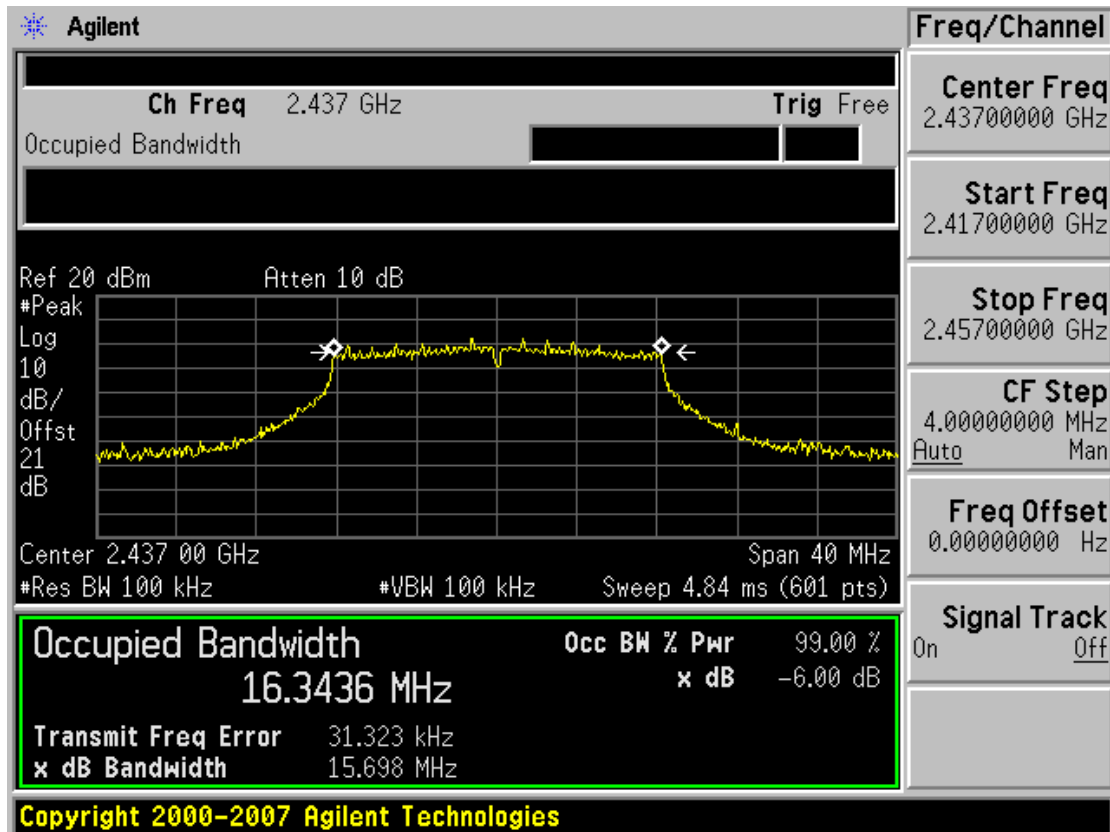 Agilent
Freq/Channel
Ch Freq 2.437 GHz Trig Free
Occupied Bandwidth
Center Freq
2.43700000 GHz
Start Freq
2.41700000 GHz
Stop Freq
2.45700000 GHz
CF Step
4.00000000 MHz
Auto Man
Freq Offset
0.00000000 Hz
Signal Track
On Off
Ref 20 dBm Atten 10 dB
#Peak
Log
10
dB/
Offst
21
dB
Center 2.437 00 GHz Span 40 MHz
#Res BW 100 kHz #VBW 100 kHz Sweep 4.84 ms (601 pts)
Occupied Bandwidth Occ BW % Pwr 99.00 %
16.3436 MHz x dB -6.00 dB
Transmit Freq Error 31.323 kHz
x dB Bandwidth 15.698 MHz
Copyright 2000-2007 Agilent Technologies